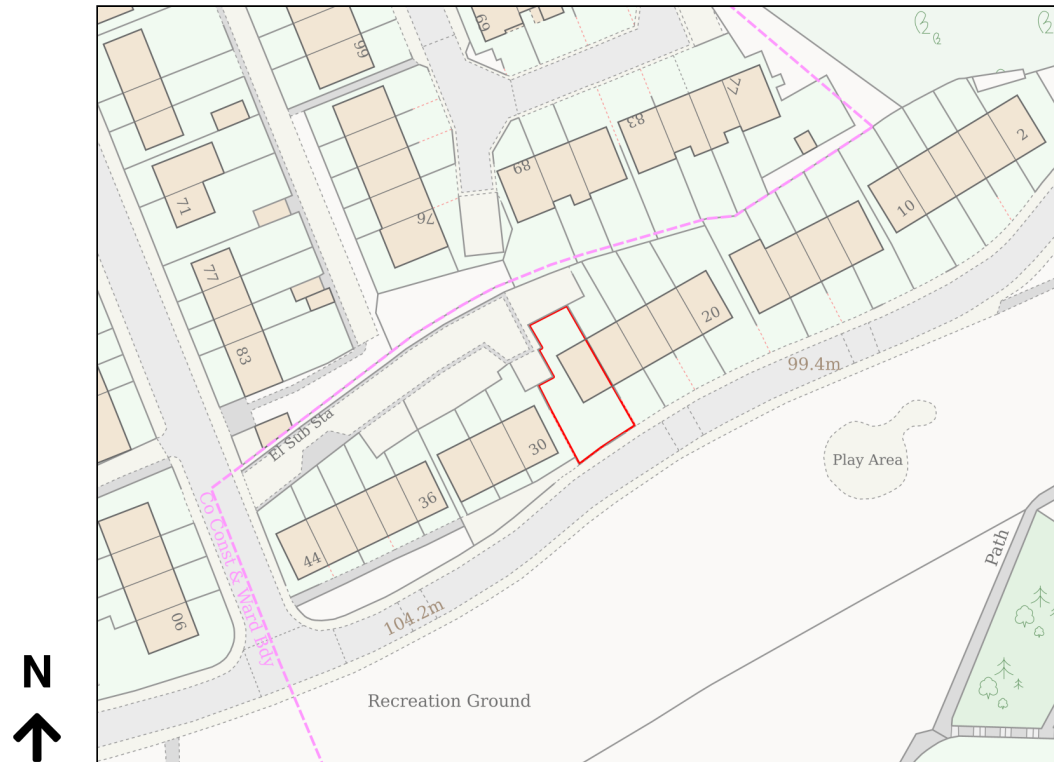 69
66
77
83
68
2
71
10
76
77
20
83
99.4m
El Sub Sta
30
Play Area
36
Co Const & Ward Bdy
44
Path
90
104.2m
N
Recreation Ground